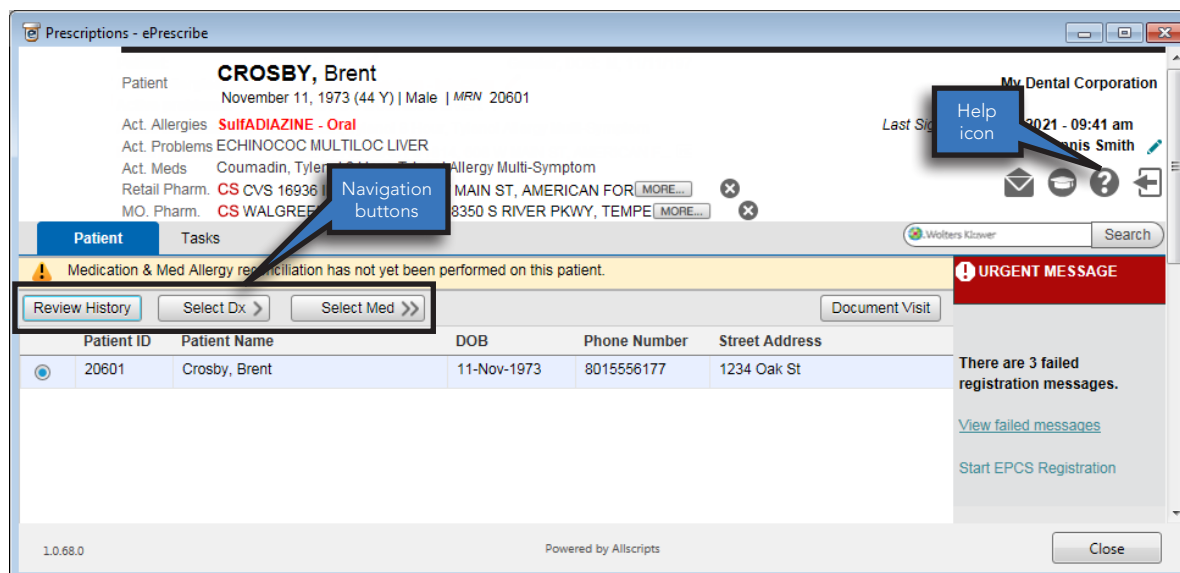 Prescriptions - ePrescribe
Patient CROSBY, Brent
November 11, 1973 (44 Y) | Male | MRN 20601
My Dental Corporation
Act. Allergies SulfADIAZINE - Oral
Last Sig 2021 - 09:41 am
Help icon
Act. Problems ECHINOCOC MULTILOC LIVER
Smith
Act. Meds Coumadin, Allergy Multi-Symptom
Retail Pharm. CS CVS 16936 MAIN ST, AMERICAN FOR MORE...
Navigation buttons
MO. Pharm. CS WALGREE 8350 S RIVER PKWY, TEMPE MORE...
Patient Tasks Wolters Kluwer Search
Medication & Med Allergy reconciliation has not yet been performed on this patient.
URGENT MESSAGE
Review History Select Dx Select Med Document Visit
Patient ID Patient Name DOB Phone Number Street Address
20601 Crosby, Brent 11-Nov-1973 8015556177 1234 Oak St
There are 3 failed
registration messages.
View failed messages
Start EPCS Registration
1.0.68.0 Powered by Allscripts Close